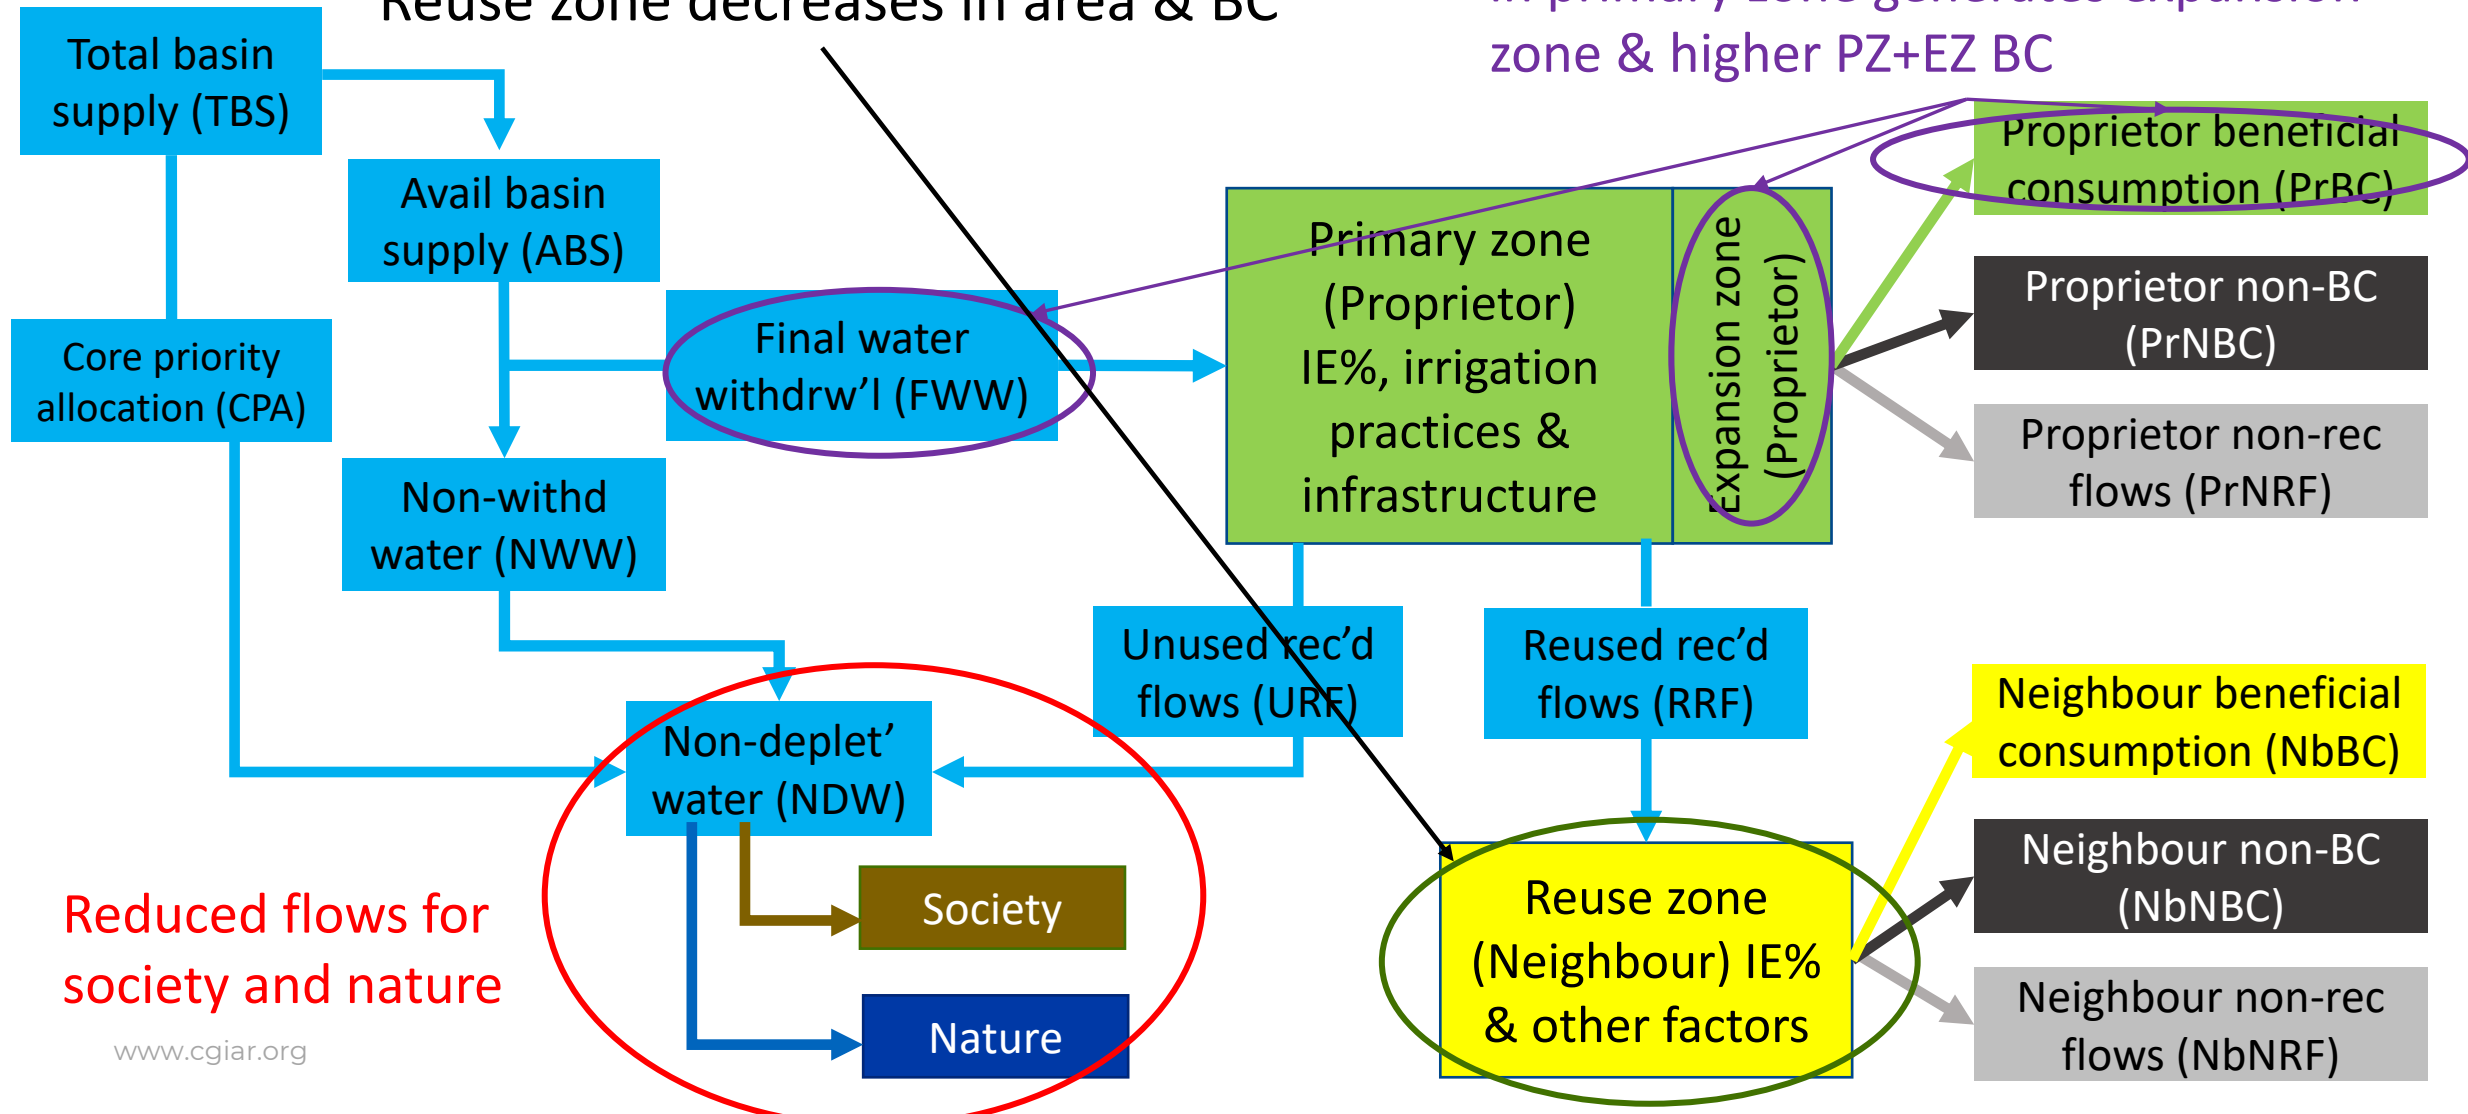 Reuse zone decreases in area & BC
in primary zone generates expansion
zone & higher PZ+EZ BC
Total basin
supply (TBS)
Avail basin
supply (ABS)
Core priority
allocation (CPA)
Final water
withdrw'l (FWW)
Non-withd
water (NWW)
Primary zone
(Proprietor)
IE%, irrigation
practices &
infrastructure
Expansion zone
(Proprietor)
Proprietor beneficial
consumption (PrBC)
Proprietor non-BC
(PrNBC)
Proprietor non-rec
flows (PrNRF)
Unused rec'd
flows (URF)
Reused rec'd
flows (RRF)
Non-deplet'
water (NDW)
Society
Nature
Reduced flows for
society and nature
Reuse zone
(Neighbour) IE%
& other factors
Neighbour beneficial
consumption (NbBC)
Neighbour non-BC
(NbNBC)
Neighbour non-rec
flows (NbNRF)
www.cgiar.org